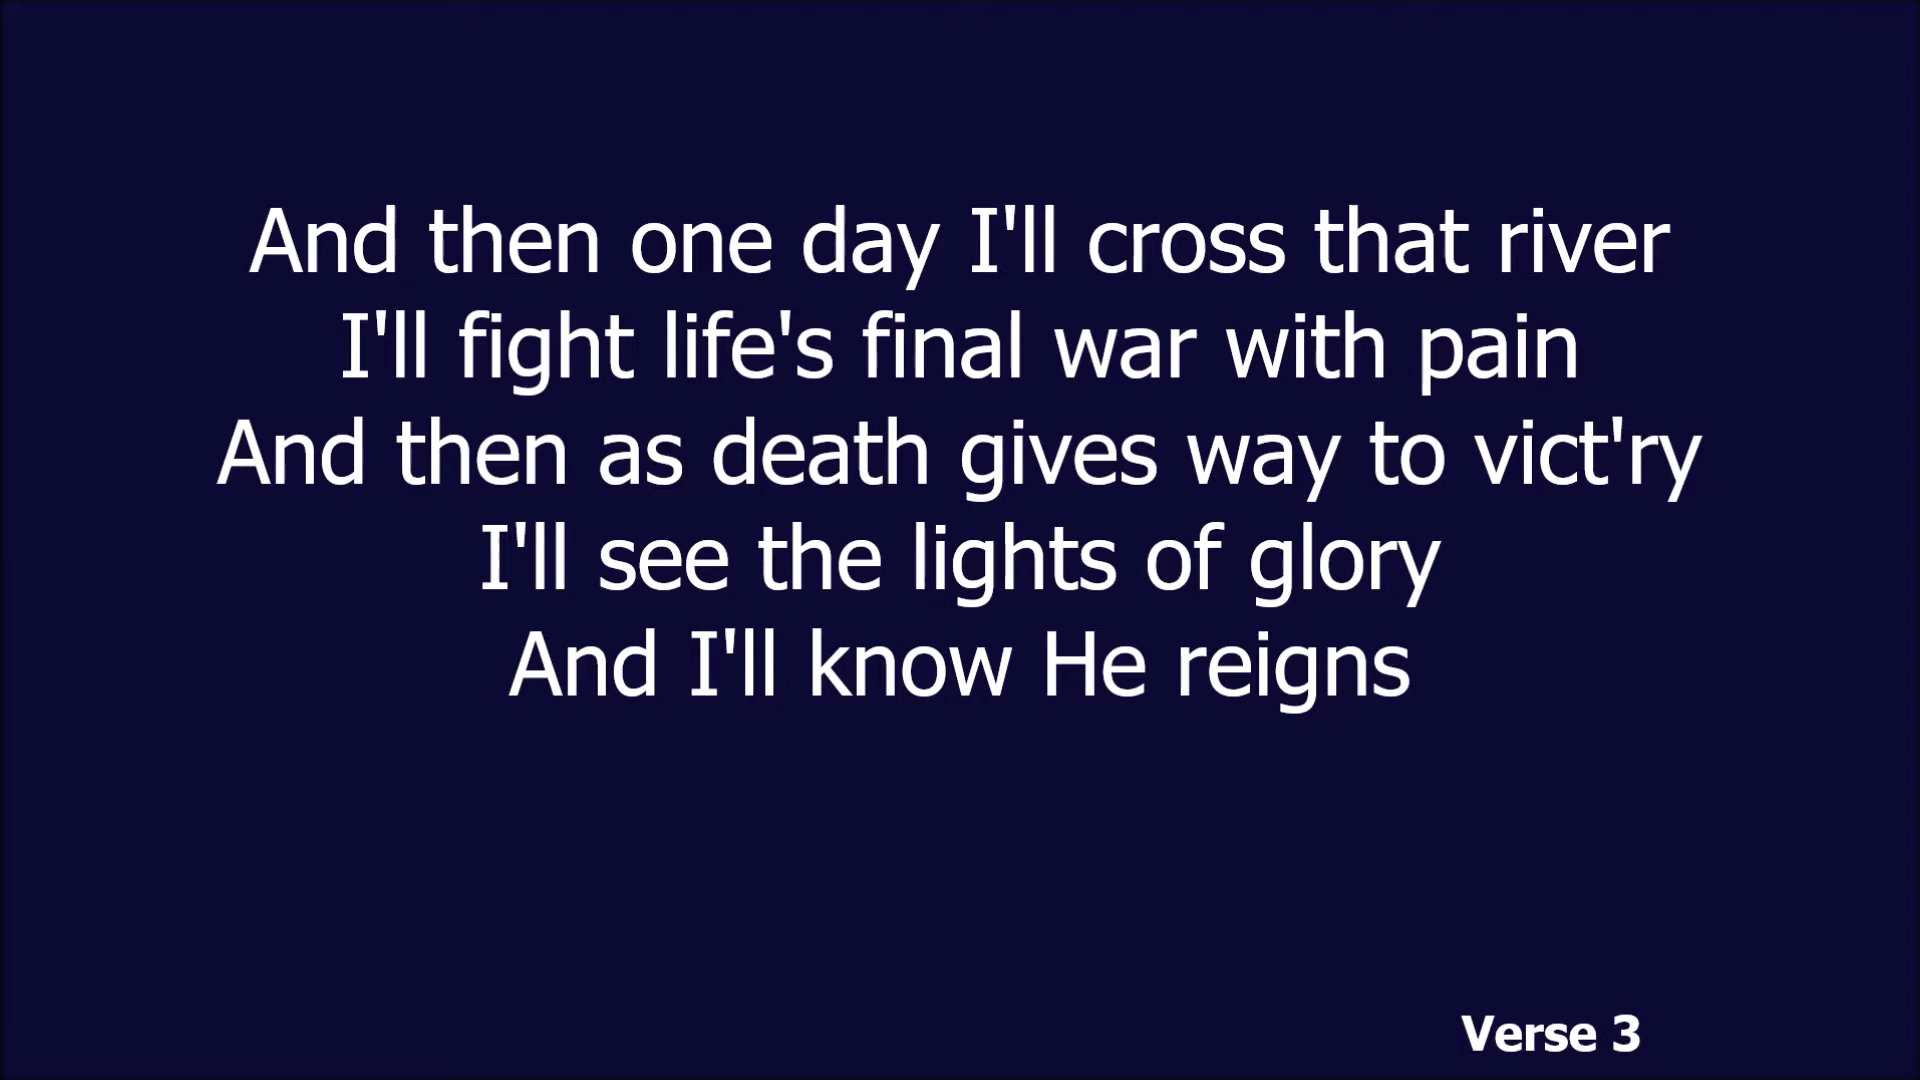 And then one day I'll cross that river
I'll fight life's final war with pain
And then as death gives way to vict'ry
I'll see the lights of glory
And I'll know He reigns
Verse 3